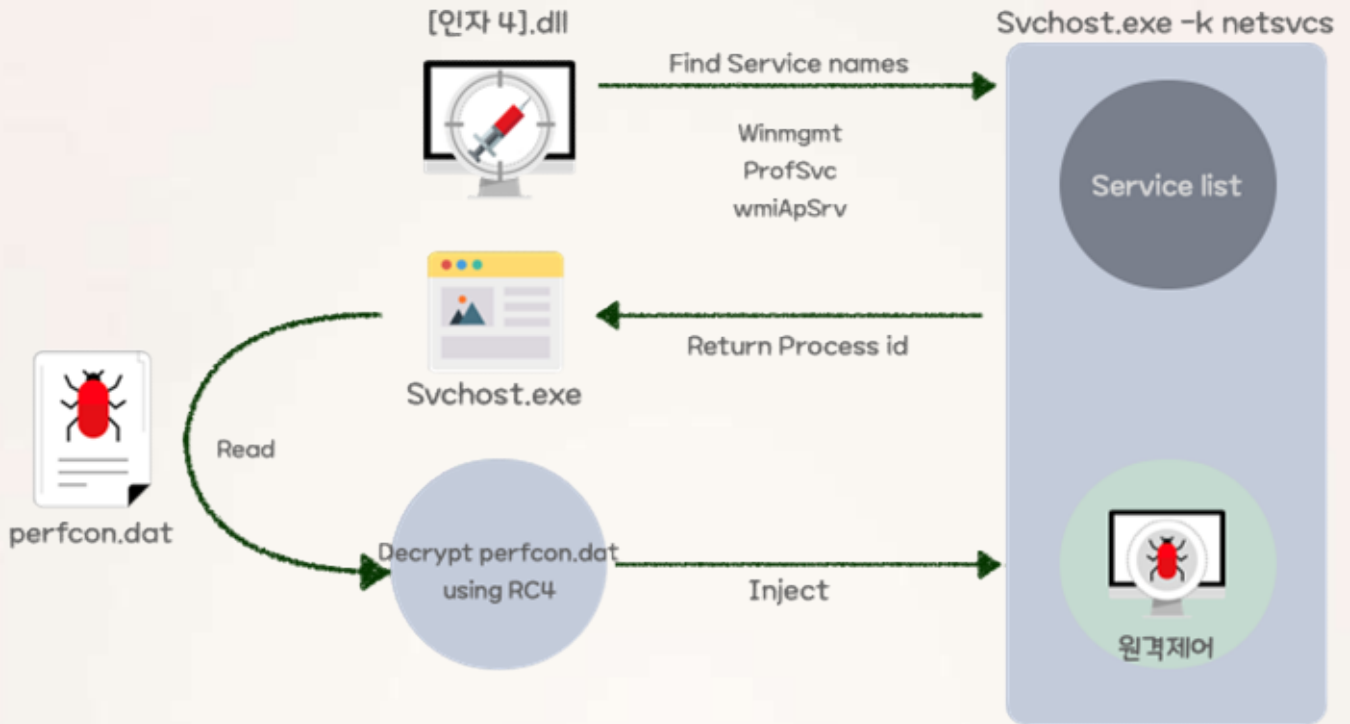 [인자 4].dll
Svchost.exe -k netsvcs
Find Service names
Winmgmt
ProfSvc
wmiApSrv
Service list
Return Process id
Svchost.exe
Read
perfcon.dat
Decrypt perfcon.dat
using RC4
Inject
원격제어